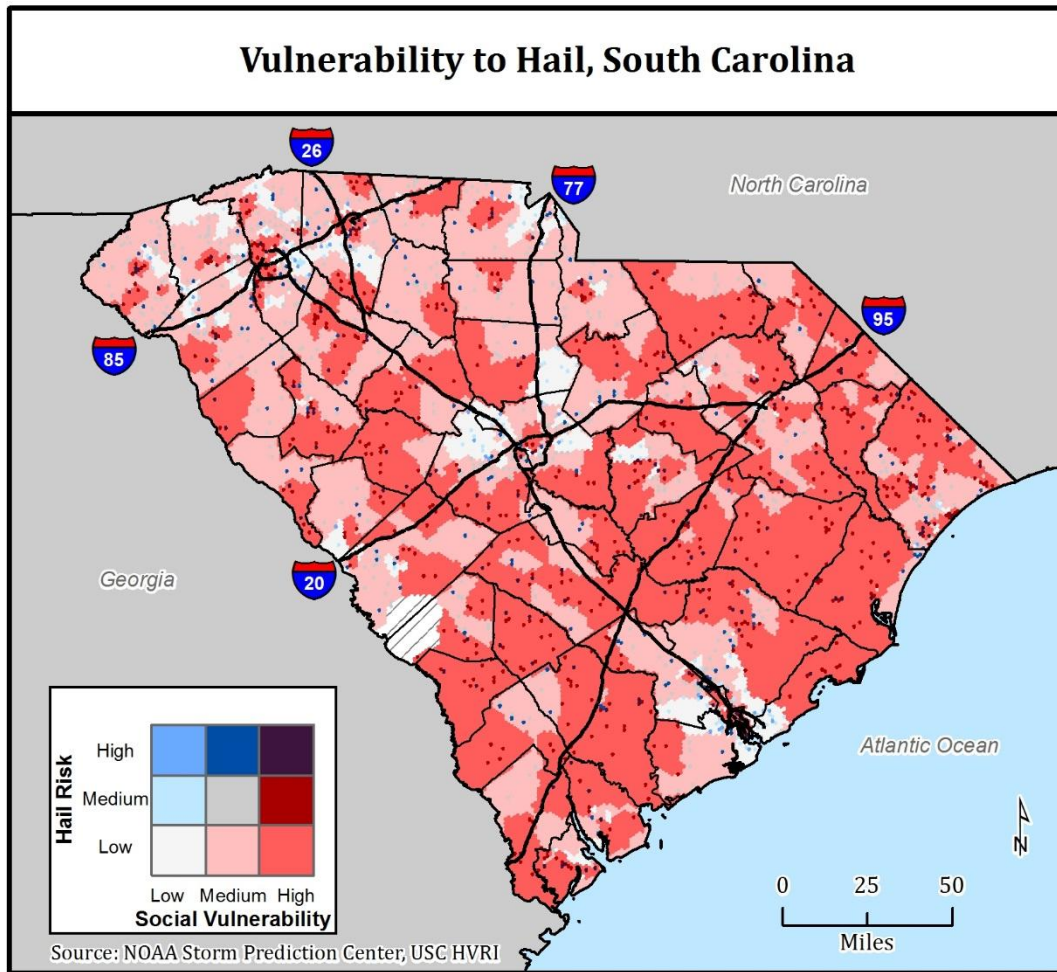 Vulnerability to Hail, South Carolina
26
77
North Carolina
95
85
20
Georgia
Atlantic Ocean
Hail Risk
High
Medium
Low
Low Medium High
Social Vulnerability
Source: NOAA Storm Prediction Center, USC HVRI
N
0 25 50
Miles